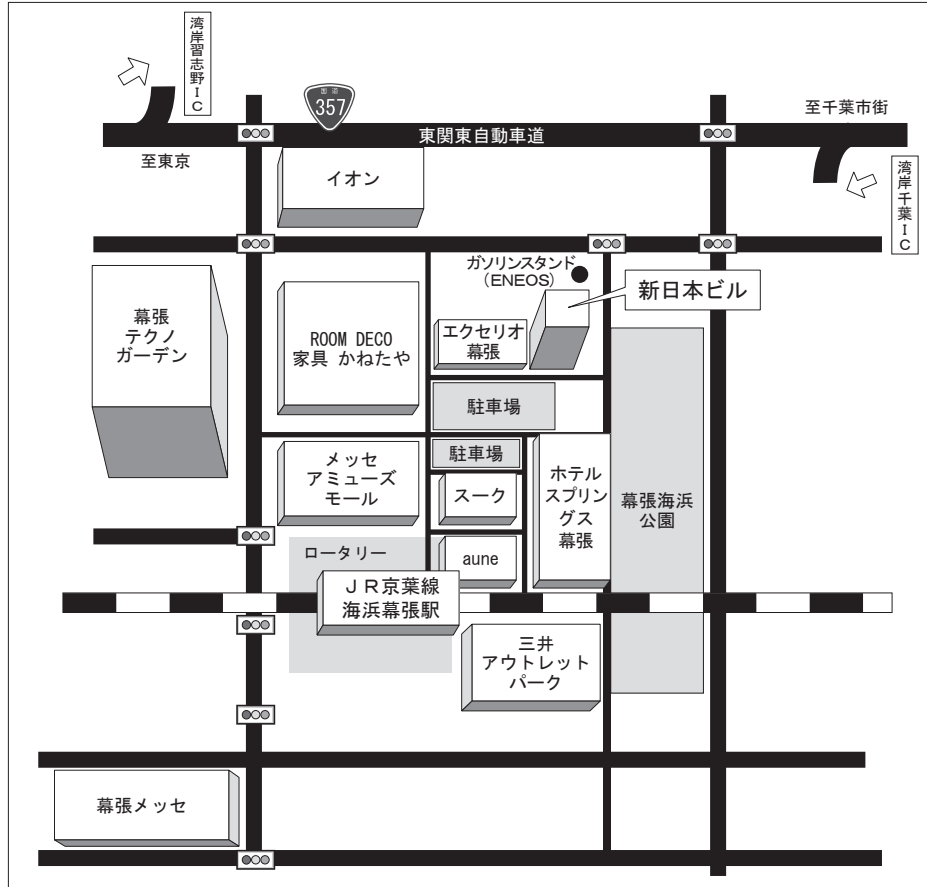 湾岸習志野IC
国道
357
東関東自動車道
至千葉市街
至東京
湾岸千葉IC
イオン
ガソリンスタンド
(ENEOS)
新日本ビル
幕張
テクノ
ガーデン
ROOM DECO
家具 かねたや
エクセリオ
幕張
駐車場
メッセ
アミューズ
モール
駐車場
スーク
ホテル
スプリン
グス
幕張
幕張海浜
公園
ロータリー
aune
JR京葉線
海浜幕張駅
三井
アウトレット
パーク
幕張メッセ